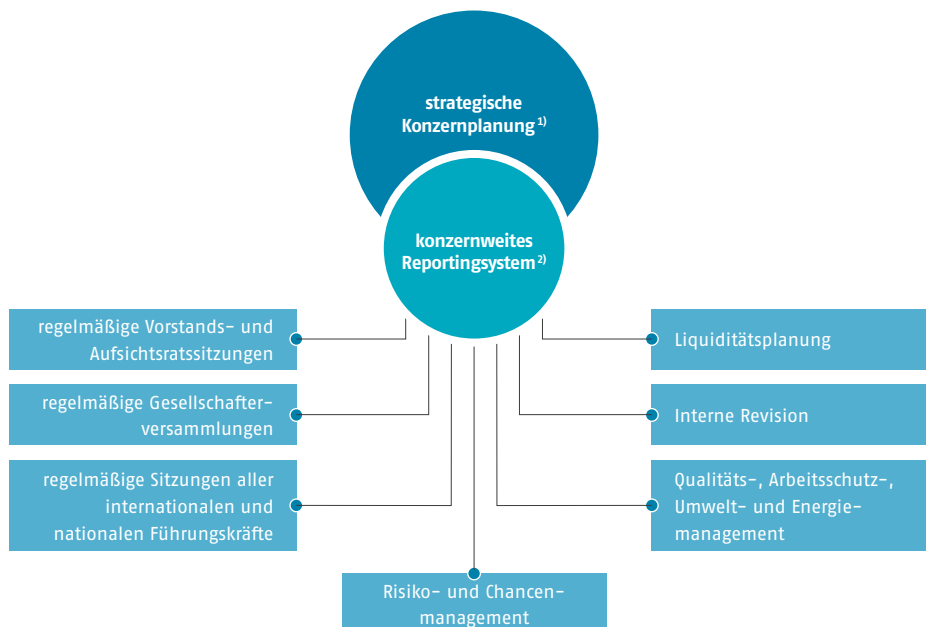 strategische
Konzernplanung 1)
konzernweites
Reportingsystem 2)
regelmäßige Vorstands- und
Aufsichtsratssitzungen
regelmäßige Gesellschafter-
versammlungen
regelmäßige Sitzungen aller
internationalen und
nationalen Führungskräfte
Liquiditätsplanung
Interne Revision
Qualitäts-, Arbeitsschutz-,
Umwelt- und Energie-
management
Risiko- und Chancen-
management